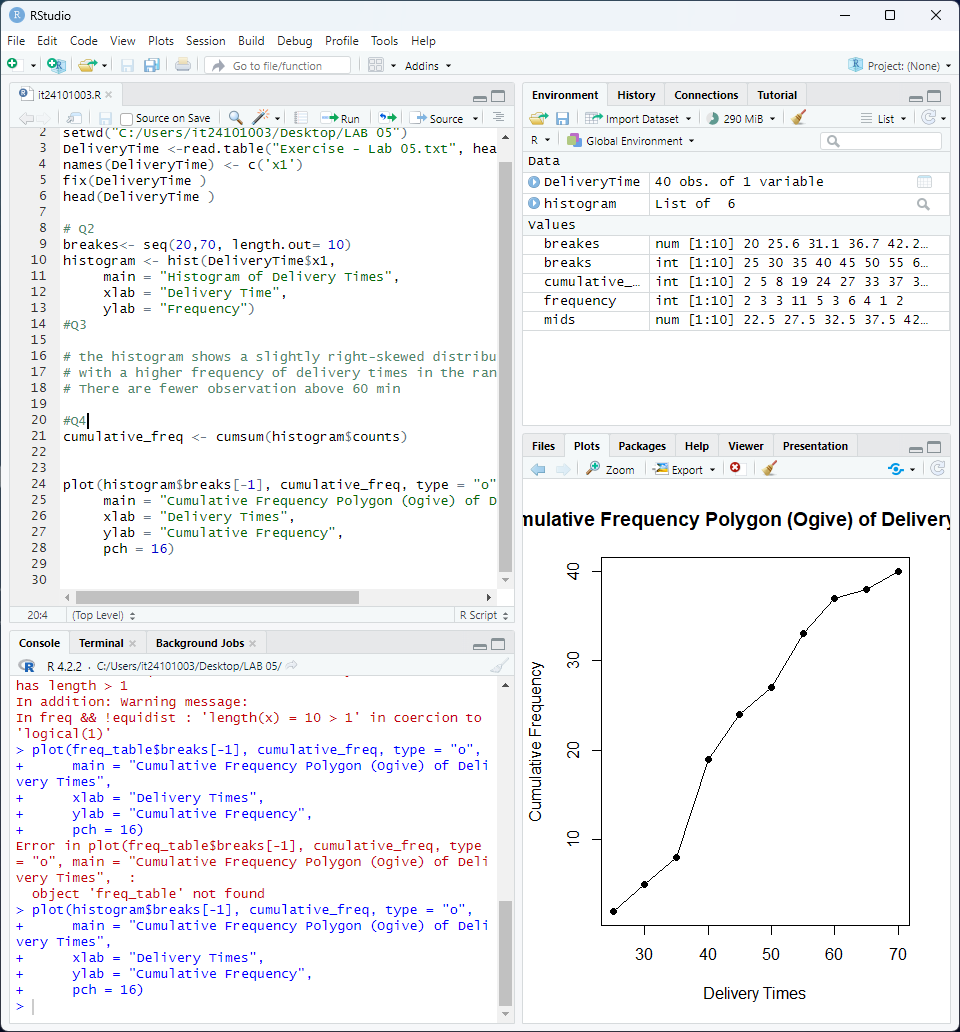 RStudio
File Edit Code View Plots Session Build Debug Profile Tools Help
Go to file/function Addins Project: (None)
it24101003.R
Source on Save Run Source
2 setwd("C:/Users/it24101003/Desktop/LAB 05")
3 DeliveryTime <-read.table("Exercise - Lab 05.txt", hea
4 names(DeliveryTime) <- c('x1')
5 fix(DeliveryTime )
6 head(DeliveryTime )
7
8 # Q2
9 breakes<- seq(20,70, length.out= 10)
10 histogram <- hist(DeliveryTime$x1,
11 main = "Histogram of Delivery Times",
12 xlab = "Delivery Time",
13 ylab = "Frequency")
14 #Q3
15
16 # the histogram shows a slightly right-skewed distribu
17 # with a higher frequency of delivery times in the ran
18 # There are fewer observation above 60 min
19
20 #Q4
21 cumulative_freq <- cumsum(histogram$counts)
22
23
24 plot(histogram$breaks[-1], cumulative_freq, type = "o"
25 main = "Cumulative Frequency Polygon (Ogive) of D
26 xlab = "Delivery Times",
27 ylab = "Cumulative Frequency",
28 pch = 16)
29
30
20:4 (Top Level) R Script
Console Terminal Background Jobs
R 4.2.2 · C:/Users/it24101003/Desktop/LAB 05/
has length > 1
In addition: Warning message:
In freq && !equidist : 'length(x) = 10 > 1' in coercion to
'logical(1)'
> plot(freq_table$breaks[-1], cumulative_freq, type = "o",
+ main = "Cumulative Frequency Polygon (Ogive) of Deli
very Times",
+ xlab = "Delivery Times",
+ ylab = "Cumulative Frequency",
+ pch = 16)
Error in plot(freq_table$breaks[-1], cumulative_freq, type
= "o", main = "Cumulative Frequency Polygon (Ogive) of Deli
very Times", :
object 'freq_table' not found
> plot(histogram$breaks[-1], cumulative_freq, type = "o",
+ main = "Cumulative Frequency Polygon (Ogive) of Deli
very Times",
+ xlab = "Delivery Times",
+ ylab = "Cumulative Frequency",
+ pch = 16)
>
Environment History Connections Tutorial
Import Dataset 290 MiB List
R Global Environment
Data
DeliveryTime 40 obs. of 1 variable
histogram List of 6
Values
breakes num [1:10] 20 25.6 31.1 36.7 42.2…
breaks int [1:10] 25 30 35 40 45 50 55 6…
cumulative_… int [1:10] 2 5 8 19 24 27 33 37 3…
frequency int [1:10] 2 3 3 11 5 3 6 4 1 2
mids num [1:10] 22.5 27.5 32.5 37.5 42…
Files Plots Packages Help Viewer Presentation
Zoom Export
mulative Frequency Polygon (Ogive) of Delivery
Cumulative Frequency
40
30
20
10
30 40 50 60 70
Delivery Times